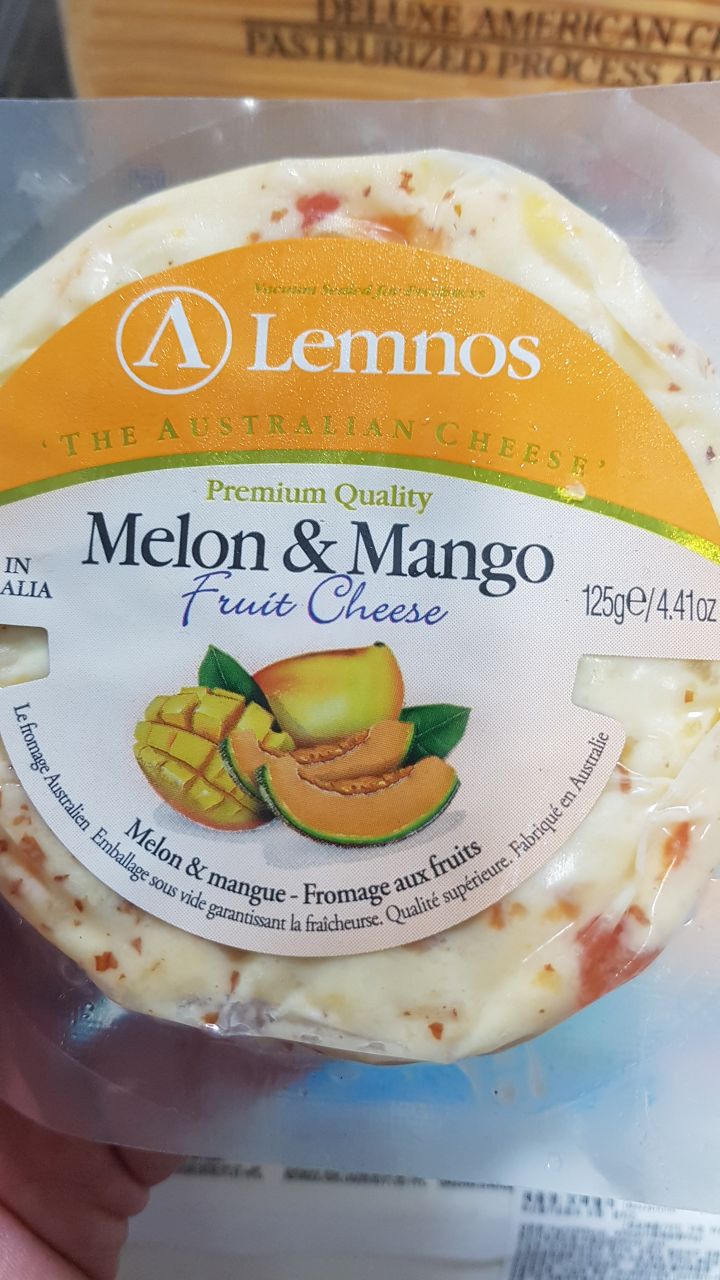 DELUXE AMERICAN
PASTEURIZED PROCESS
Vacuum Sealed for Freshness
Λ Lemnos
'THE AUSTRALIAN CHEESE'
Premium Quality
Melon & Mango
Fruit Cheese
IN
ALIA
125ge/4.41oz
Melon & mangue - Fromage aux fruits
Le fromage Australien Emballage sous vide garantissant la fraîcheurse. Qualité supérieure. Fabriqué en Australie